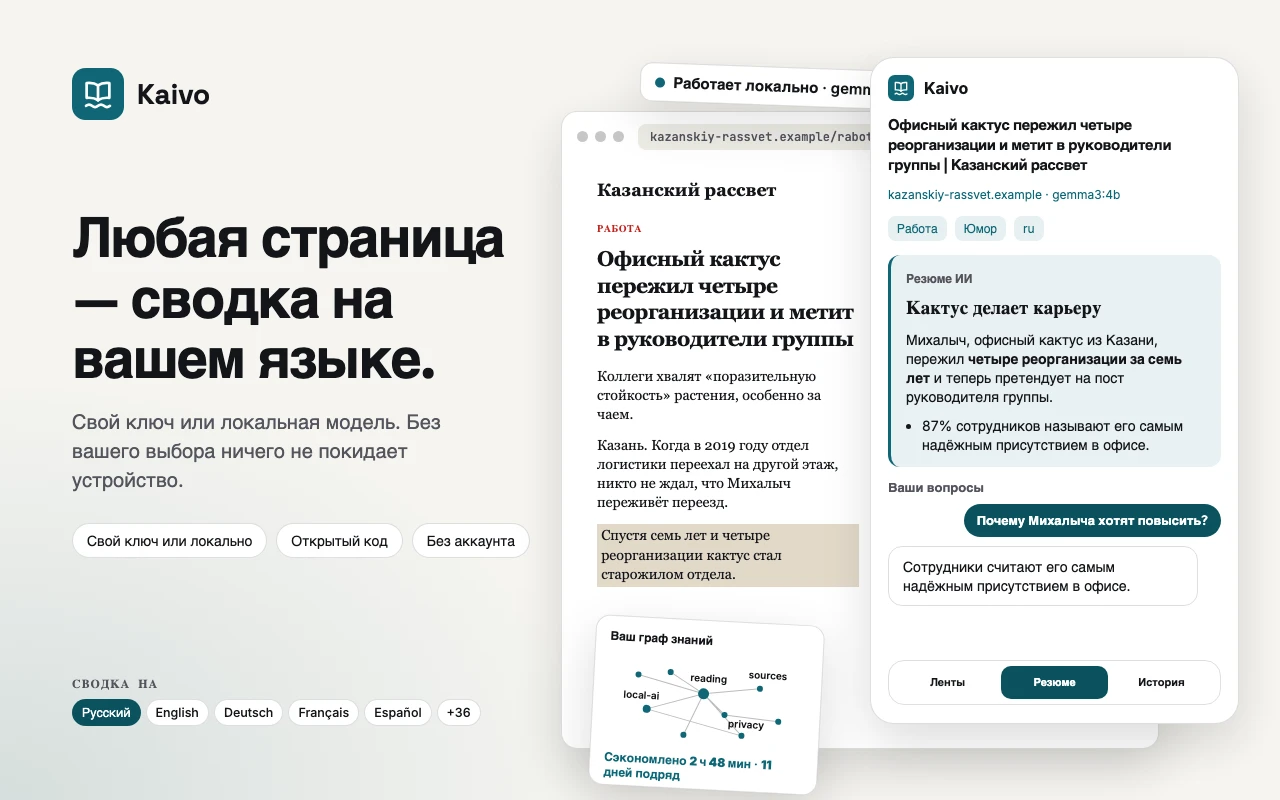 Kaivo
Любая страница
— сводка на
вашем языке.
Свой ключ или локальная модель. Без
вашего выбора ничего не покидает
устройство.
Свой ключ или локально
Открытый код
Без аккаунта
СВОДКА НА
Русский
English
Deutsch
Français
Español
+36
Работает локально · gemm
kazanskiy-rassvet.example/rabot
Казанский рассвет
РАБОТА
Офисный кактус
пережил четыре
реорганизации и метит
в руководители группы
Коллеги хвалят «поразительную
стойкость» растения, особенно за
чаем.
Казань. Когда в 2019 году отдел
логистики переехал на другой этаж,
никто не ждал, что Михалыч
переживёт переезд.
Спустя семь лет и четыре
реорганизации кактус стал
старожилом отдела.
Ваш граф знаний
reading
sources
local-ai
privacy
Сэкономлено 2 ч 48 мин · 11
дней подряд
Kaivo
Офисный кактус пережил четыре
реорганизации и метит в руководители
группы | Казанский рассвет
kazanskiy-rassvet.example · gemma3:4b
Работа
Юмор
ru
Резюме ИИ
Кактус делает карьеру
Михалыч, офисный кактус из Казани,
пережил четыре реорганизации за семь
лет и теперь претендует на пост
руководителя группы.
• 87% сотрудников называют его самым
надёжным присутствием в офисе.
Ваши вопросы
Почему Михалыча хотят повысить?
Сотрудники считают его самым
надёжным присутствием в офисе.
Ленты
Резюме
История